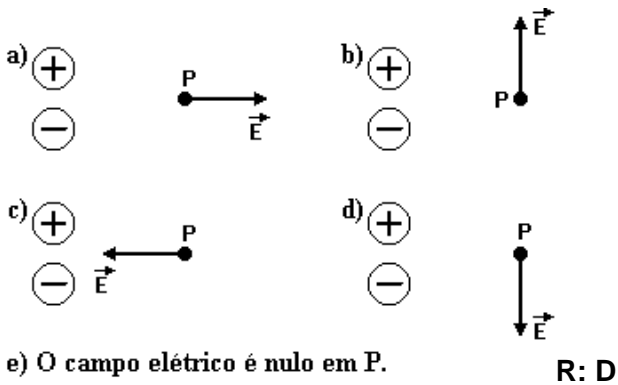 a) + P b) + E
− E − P
c) + P d) + P
− E − E
e) O campo elétrico é nulo em P.
R: D